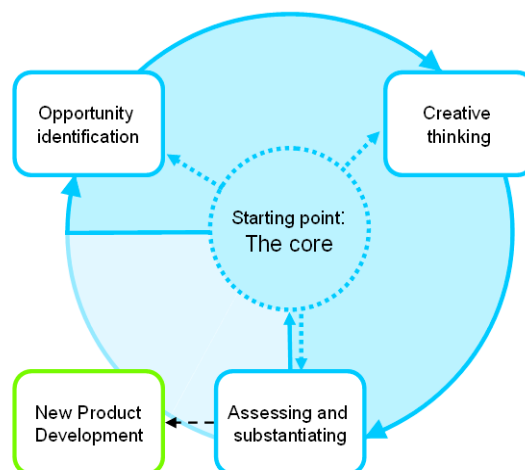 Opportunity
identification
Creative
thinking
Starting point:
The core
New Product
Development
Assessing and
substantiating